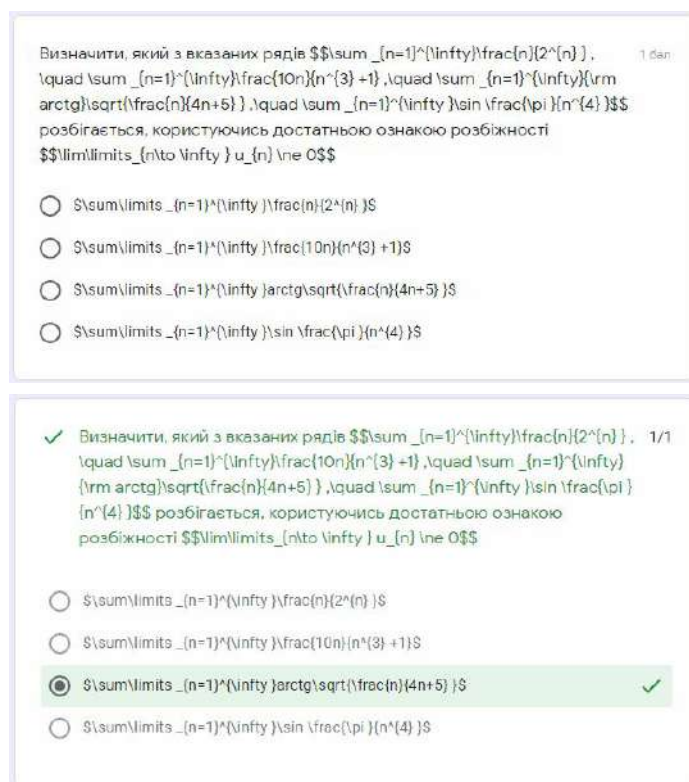 Визначити, який з вказаних рядів $$\sum _{n=1}^{\infty}\frac{n}{2^{n} } , 1 бал
\quad \sum _{n=1}^{\infty}\frac{10n}{n^{3} +1} ,\quad \sum _{n=1}^{\infty}{\rm
arctg}\sqrt{\frac{n}{4n+5} } ,\quad \sum _{n=1}^{\infty }\sin \frac{\pi }{n^{4} }$$
розбігається, користуючись достатньою ознакою розбіжності
$$\lim\limits_{n\to \infty } u_{n} \ne 0$$
$\sum\limits _{n=1}^{\infty }\frac{n}{2^{n} }$
$\sum\limits _{n=1}^{\infty }\frac{10n}{n^{3} +1}$
$\sum\limits _{n=1}^{\infty }arctg\sqrt{\frac{n}{4n+5} }$
$\sum\limits _{n=1}^{\infty }\sin \frac{\pi }{n^{4} }$
Визначити, який з вказаних рядів $$\sum _{n=1}^{\infty}\frac{n}{2^{n} } , 1/1
\quad \sum _{n=1}^{\infty}\frac{10n}{n^{3} +1} ,\quad \sum _{n=1}^{\infty}
{\rm arctg}\sqrt{\frac{n}{4n+5} } ,\quad \sum _{n=1}^{\infty }\sin \frac{\pi }
{n^{4} }$$ розбігається, користуючись достатньою ознакою
розбіжності $$\lim\limits_{n\to \infty } u_{n} \ne 0$$
$\sum\limits _{n=1}^{\infty }\frac{n}{2^{n} }$
$\sum\limits _{n=1}^{\infty }\frac{10n}{n^{3} +1}$
$\sum\limits _{n=1}^{\infty }arctg\sqrt{\frac{n}{4n+5} }$
$\sum\limits _{n=1}^{\infty }\sin \frac{\pi }{n^{4} }$